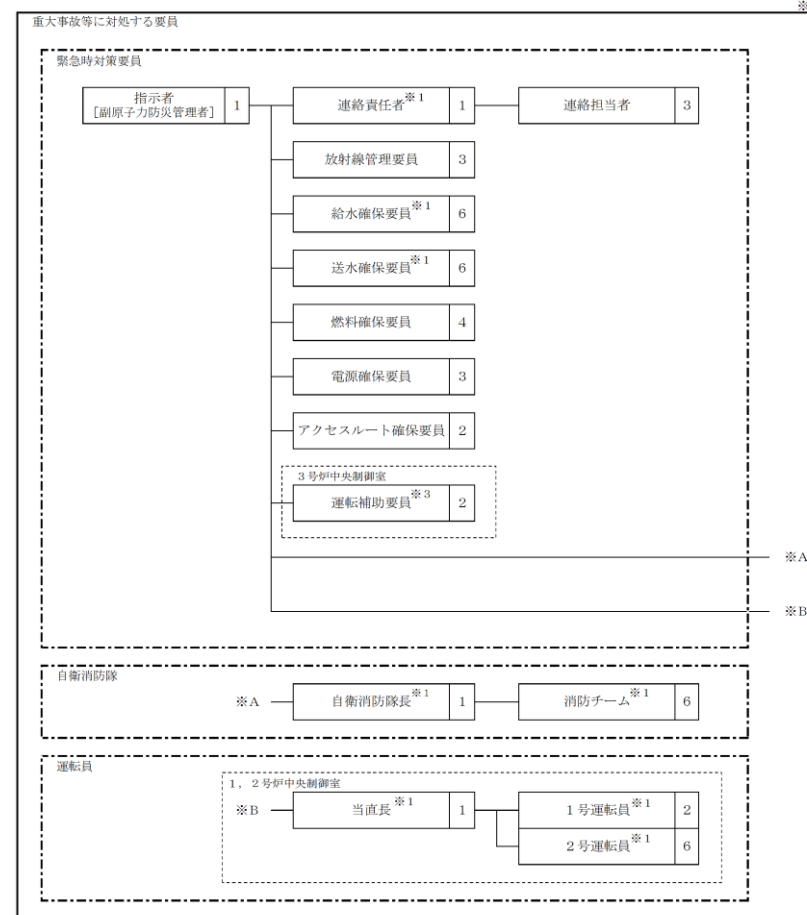 ※
重大事故等に対処する要員
緊急時対策要員
指示者
[副原子力防災管理者]
1
連絡責任者※1
1
連絡担当者
3
放射線管理要員
3
給水確保要員※1
6
送水確保要員※1
6
燃料確保要員
4
電源確保要員
3
アクセスルート確保要員
2
3号炉中央制御室
運転補助要員※3
2
※A
※B
自衛消防隊
※A
自衛消防隊長※1
1
消防チーム※1
6
運転員
1,2号炉中央制御室
※B
当直長※1
1
1号運転員※1
2
2号運転員※1
6